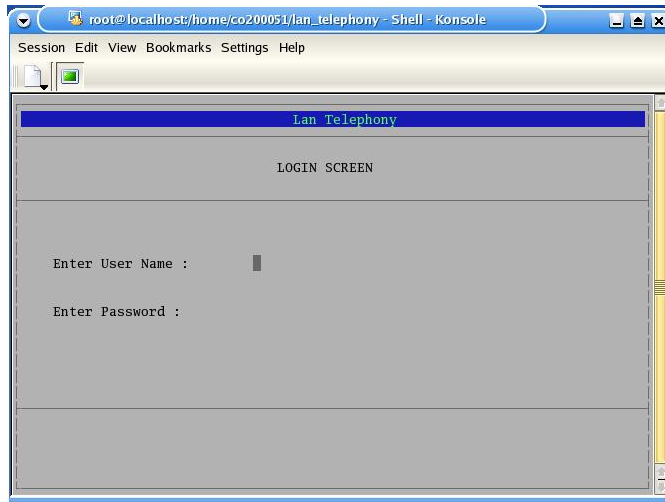 root@localhost:/home/co200051/lan_telephony - Shell - Konsole
Session Edit View Bookmarks Settings Help
Lan Telephony
LOGIN SCREEN
Enter User Name :
Enter Password :